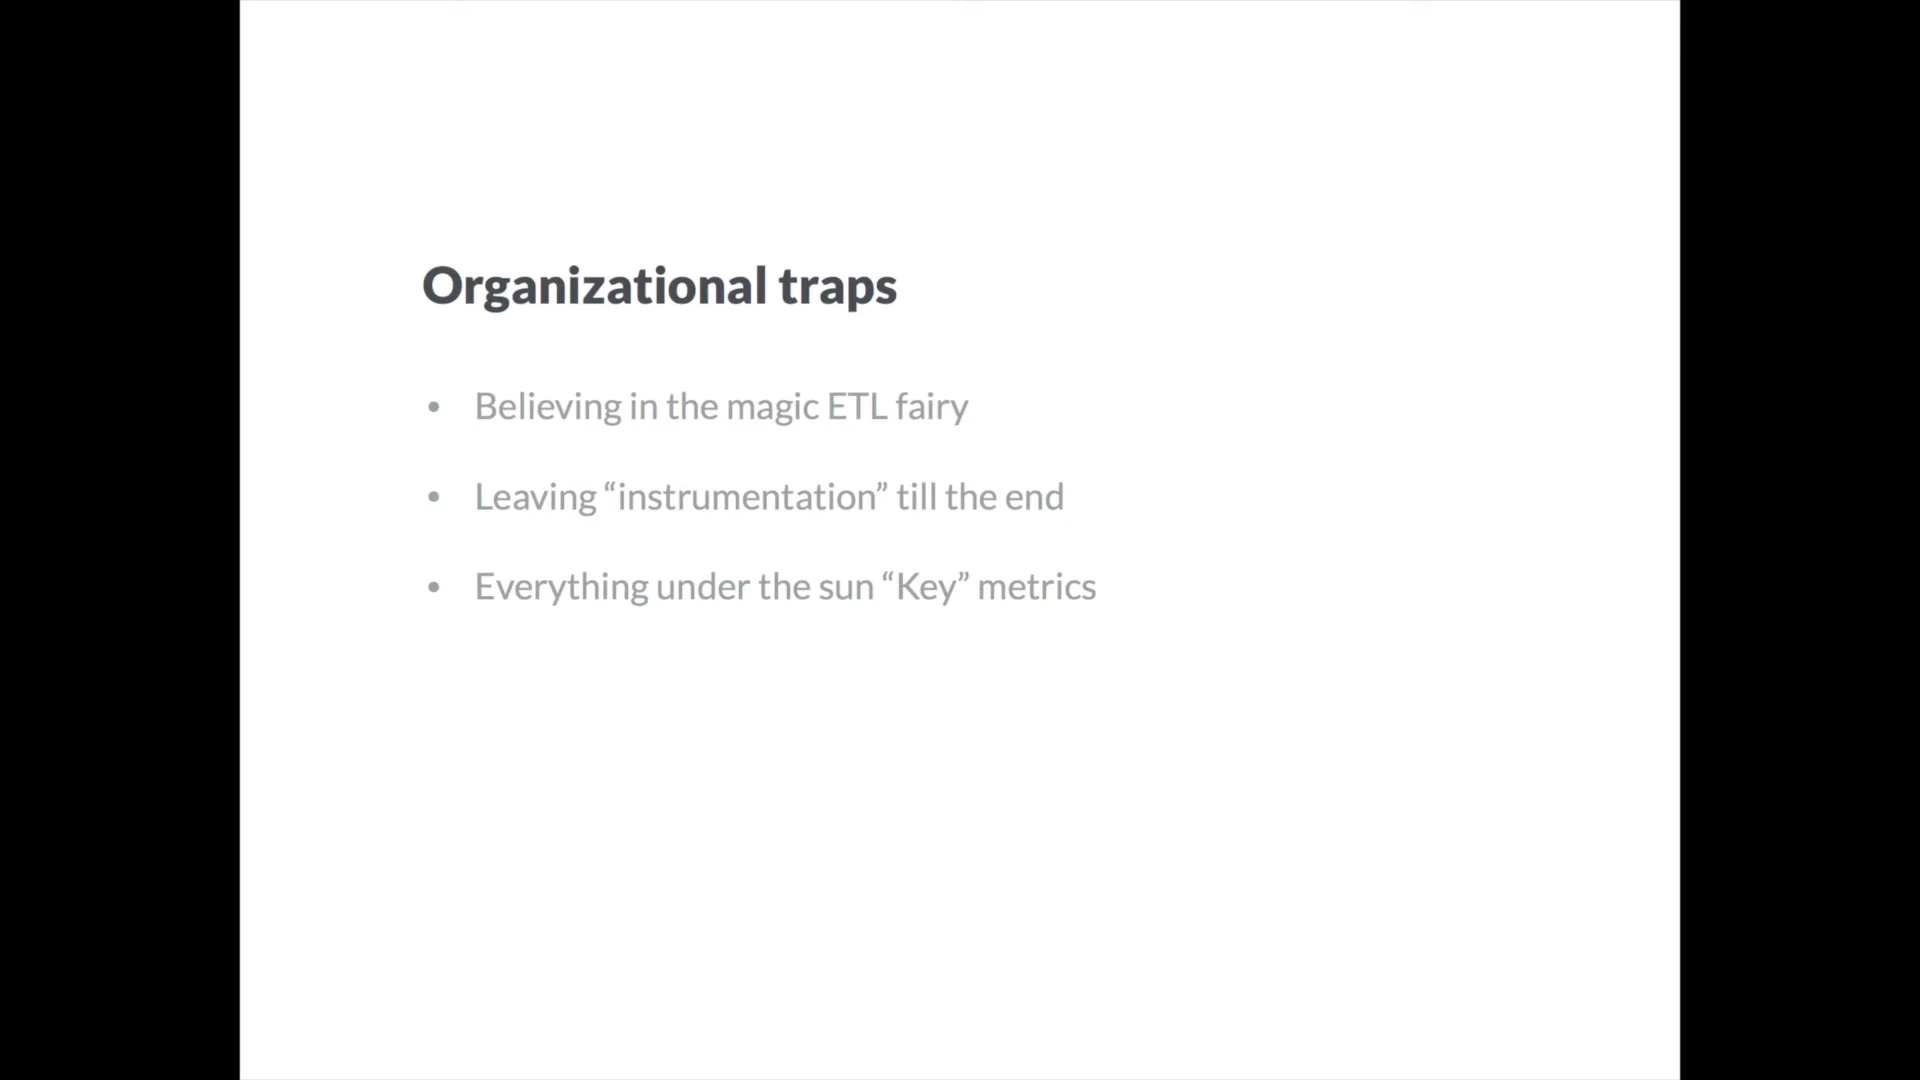 Organizational traps
• Believing in the magic ETL fairy
• Leaving “instrumentation” till the end
• Everything under the sun “Key” metrics